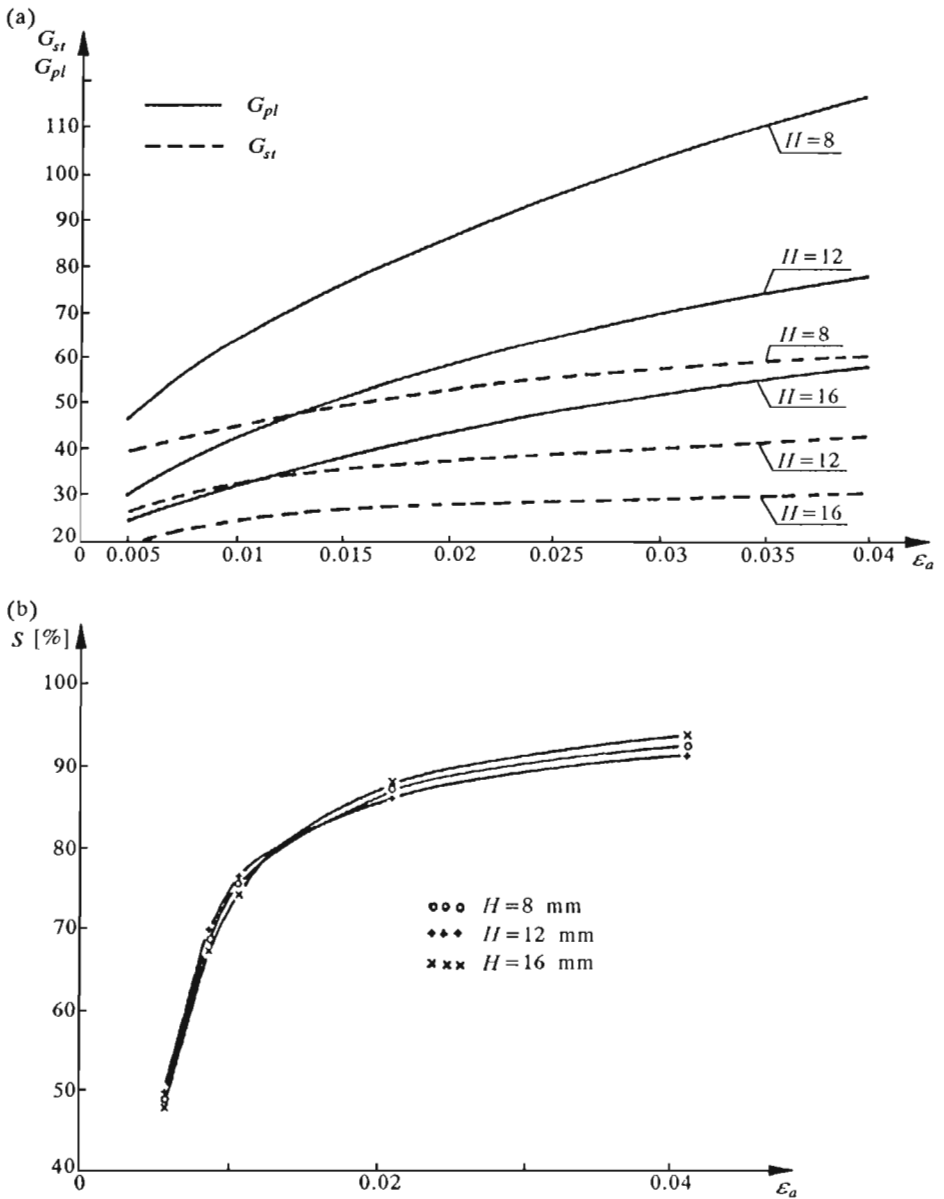 (a)
G_st
G_pl
G_pl
G_st
110
100
90
80
70
60
50
40
30
20
H=8
H=12
H=8
H=16
H=12
H=16
0 0.005 0.01 0.015 0.02 0.025 0.03 0.035 0.04
ε_a
(b)
S [%]
100
90
80
70
60
50
40
H=8 mm
H=12 mm
H=16 mm
0 0.02 0.04
ε_a